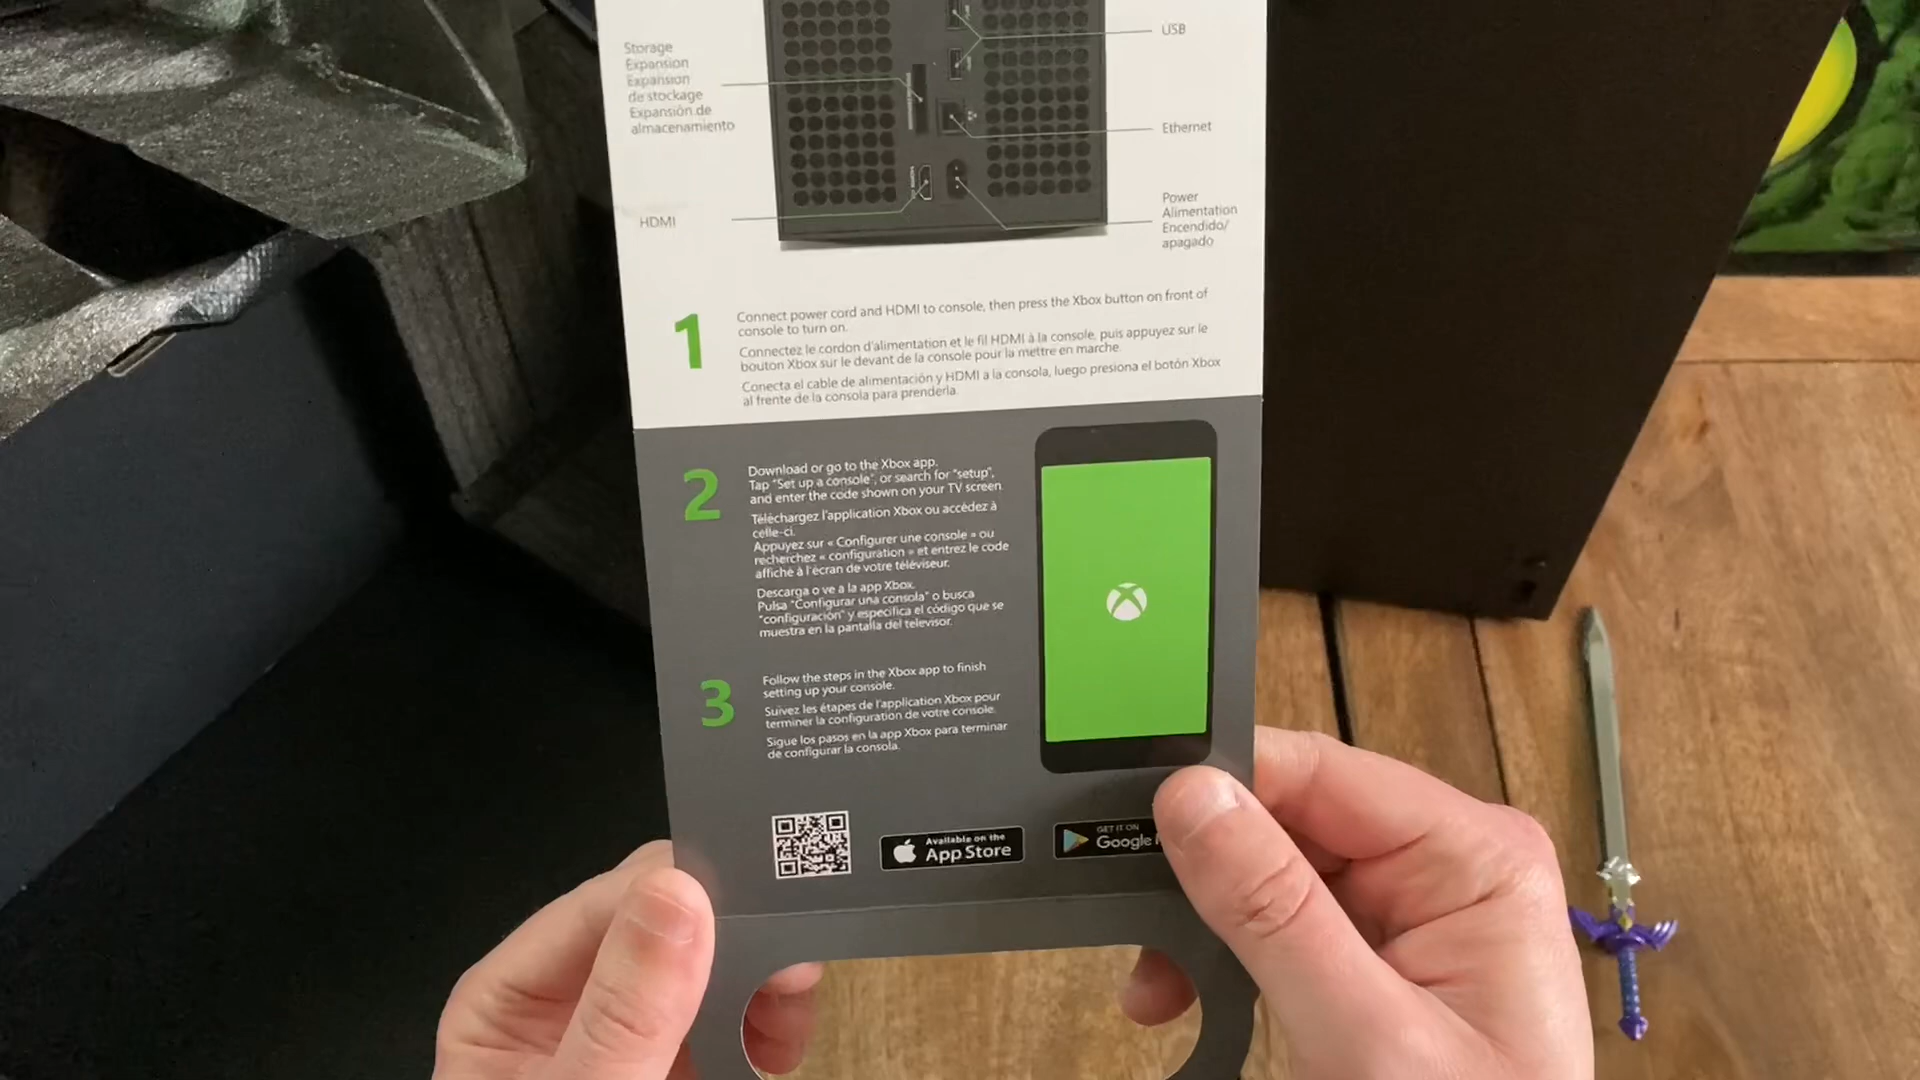 Storage
Expansion
Expansion
de stockage
Expansión de
almacenamiento
USB
Ethernet
HDMI
Power
Alimentation
Encendido/
apagado
1
Connect power cord and HDMI to console, then press the Xbox button on front of
console to turn on.
Connectez le cordon d'alimentation et le fil HDMI à la console, puis appuyez sur le
bouton Xbox sur le devant de la console pour la mettre en marche.
Conecta el cable de alimentación y HDMI a la consola, luego presiona el botón Xbox
al frente de la consola para prenderla.
2
Download or go to the Xbox app.
Tap "Set up a console", or search for "setup",
and enter the code shown on your TV screen.
Téléchargez l'application Xbox ou accédez à
celle-ci.
Appuyez sur « Configurer une console » ou
recherchez « configuration » et entrez le code
affiché à l'écran de votre téléviseur.
Descarga o ve a la app Xbox.
Pulsa "Configurar una consola" o busca
"configuración" y especifica el código que se
muestra en la pantalla del televisor.
3
Follow the steps in the Xbox app to finish
setting up your console.
Suivez les étapes de l'application Xbox pour
terminer la configuration de votre console.
Sigue los pasos en la app Xbox para terminar
de configurar la consola.
Available on the
App Store
GET IT ON
Google